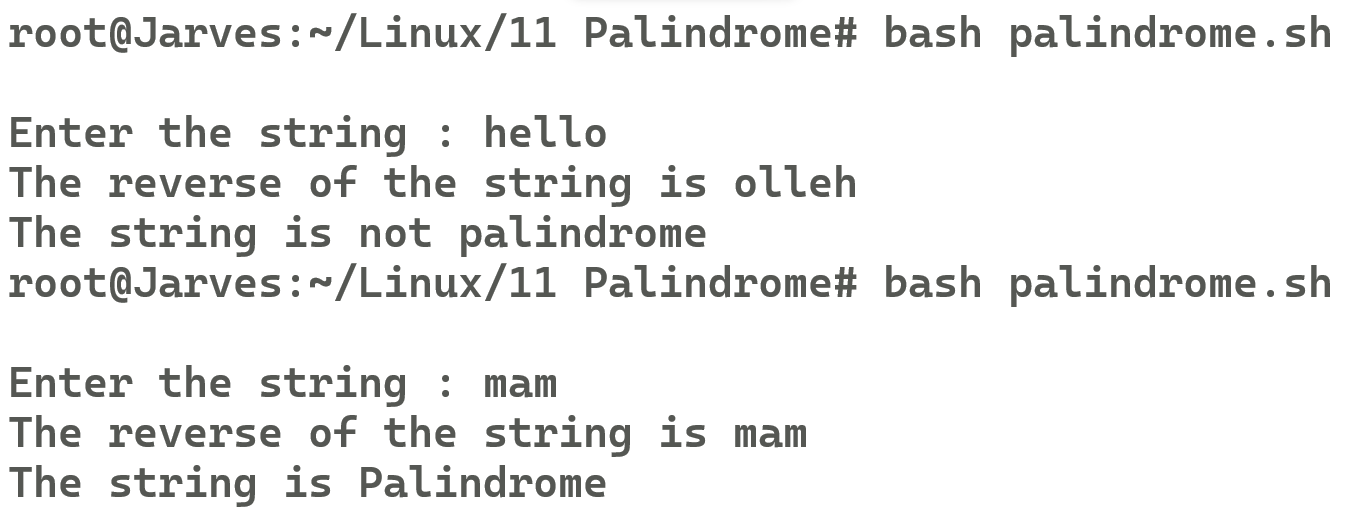 root@Jarves:~/Linux/11 Palindrome# bash palindrome.sh
Enter the string : hello
The reverse of the string is olleh
The string is not palindrome
root@Jarves:~/Linux/11 Palindrome# bash palindrome.sh
Enter the string : mam
The reverse of the string is mam
The string is Palindrome